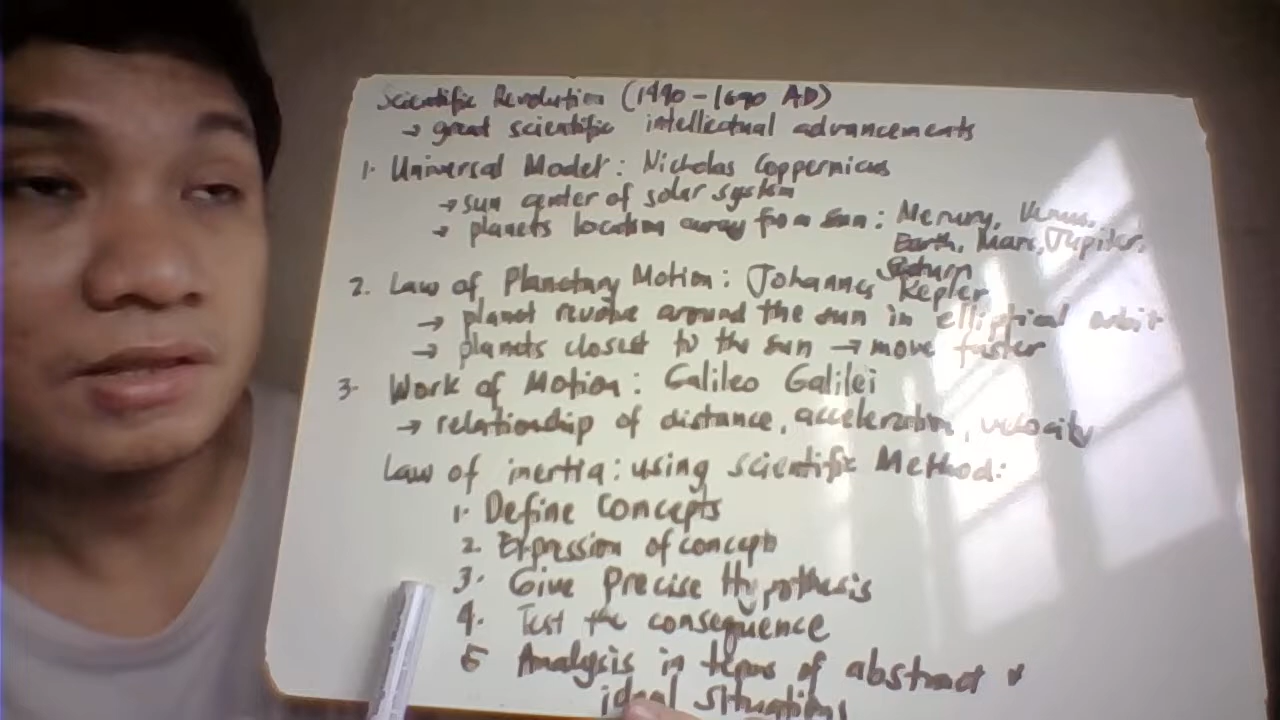 Scientific Revolution (1440-1690 AD)
→ great scientific intellectual advancements
1. Universal Model: Nicholas Coppernicus
→ sun center of solar system
→ planets location away from sun: Mercury, Venus,
Earth, Mars, Jupiter,
Saturn
2. Law of Planetary Motion: Johannes Kepler
→ planet revolve around the sun in elliptical orbit
→ planets closest to the sun → move faster
3. Work of Motion: Galileo Galilei
→ relationship of distance, acceleration, velocity
Law of inertia: using scientific Method:
1. Define Concepts
2. Expression of concept
3. Give Precise Hypothesis
4. Test the consequence
5 Analysis in terms of abstract &
ideal situations